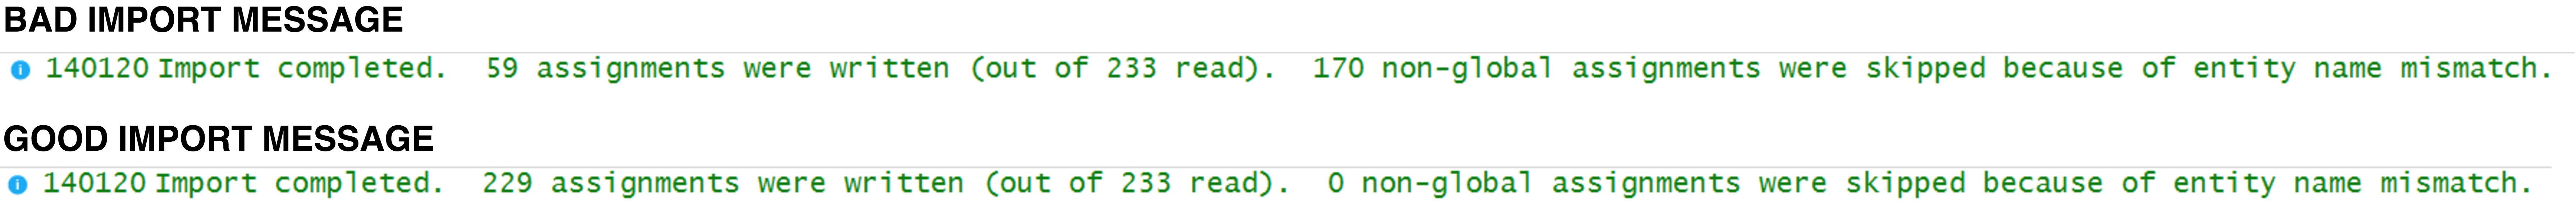 BAD IMPORT MESSAGE
140120 Import completed.  59 assignments were written (out of 233 read).  170 non-global assignments were skipped because of entity name mismatch.
GOOD IMPORT MESSAGE
140120 Import completed.  229 assignments were written (out of 233 read).  0 non-global assignments were skipped because of entity name mismatch.